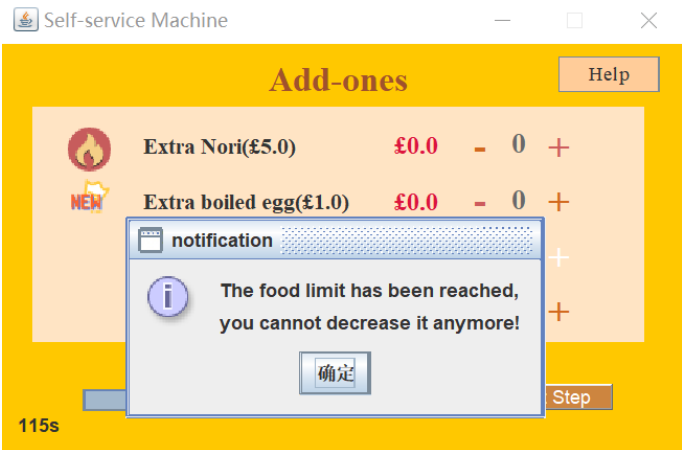 Self-service Machine
Add-ones
Help
Extra Nori(£5.0) £0.0 - 0 +
NEW
Extra boiled egg(£1.0) £0.0 - 0 +
notification
+
The food limit has been reached,
you cannot decrease it anymore!
+
确定
Step
115s